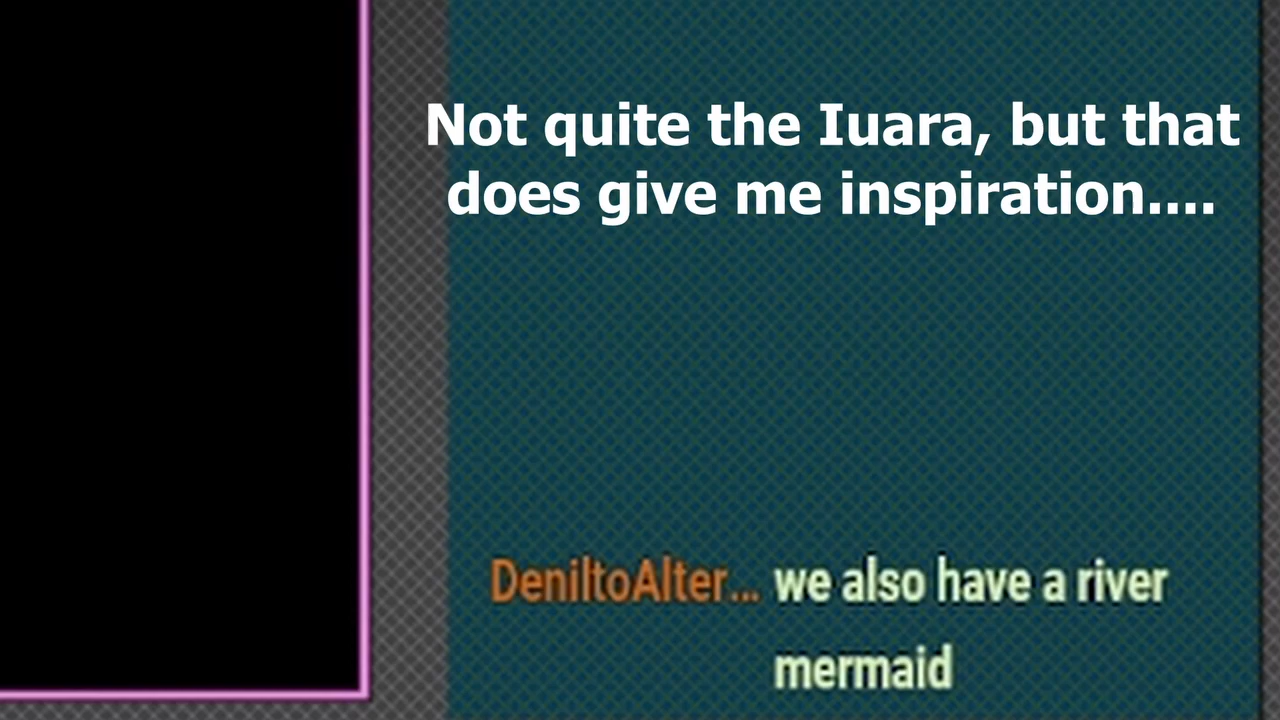 Not quite the Iuara, but that
does give me inspiration....
DeniltoAlter... we also have a river
mermaid